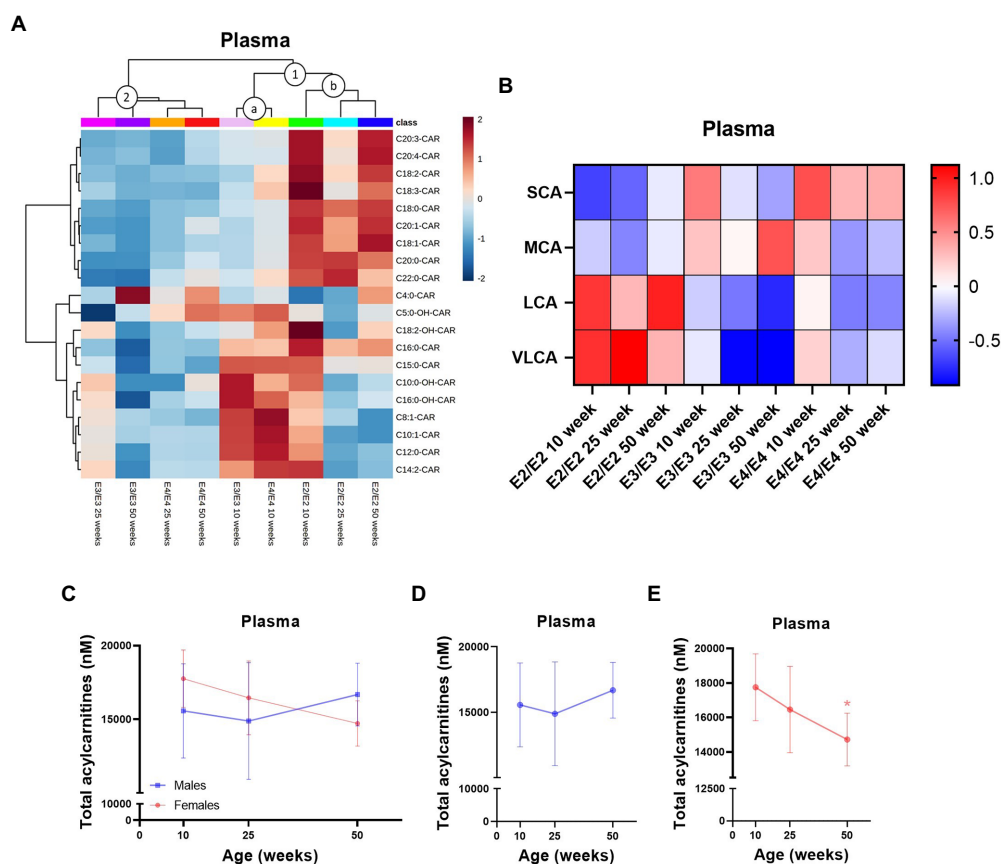 A
Plasma
1
2
a
b
class
C20:3-CAR
C20:4-CAR
C18:2-CAR
C18:3-CAR
C18:0-CAR
C20:1-CAR
C18:1-CAR
C20:0-CAR
C22:0-CAR
C4:0-CAR
C5:0-OH-CAR
C18:2-OH-CAR
C16:0-CAR
C15:0-CAR
C10:0-OH-CAR
C16:0-OH-CAR
C8:1-CAR
C10:1-CAR
C12:0-CAR
C14:2-CAR
2
1
0
-1
-2
E3/E3 25 weeks
E3/E3 50 weeks
E4/E4 25 weeks
E4/E4 50 weeks
E3/E3 10 weeks
E4/E4 10 weeks
E2/E2 10 weeks
E2/E2 25 weeks
E2/E2 50 weeks
B
Plasma
SCA
MCA
LCA
VLCA
E2/E2 10 week
E2/E2 25 week
E2/E2 50 week
E3/E3 10 week
E3/E3 25 week
E3/E3 50 week
E4/E4 10 week
E4/E4 25 week
E4/E4 50 week
1.0
0.5
0
-0.5
C
Plasma
Total acylcarnitines (nM)
20000
15000
10000
0
Males
Females
0 10 25 50
Age (weeks)
D
Plasma
Total acylcarnitines (nM)
20000
15000
10000
0
0 10 25 50
Age (weeks)
E
Plasma
Total acylcarnitines (nM)
20000
18000
16000
14000
12500
0
*
0 10 25 50
Age (weeks)